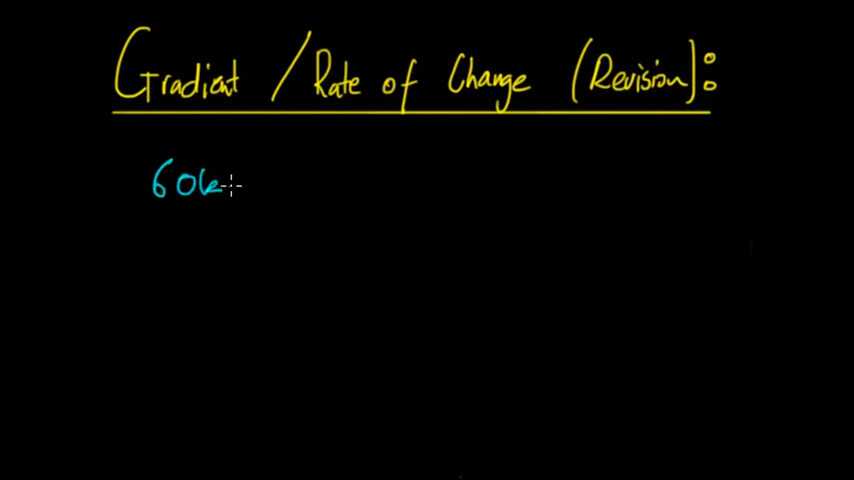 Gradient / Rate of Change (Revision):
60k